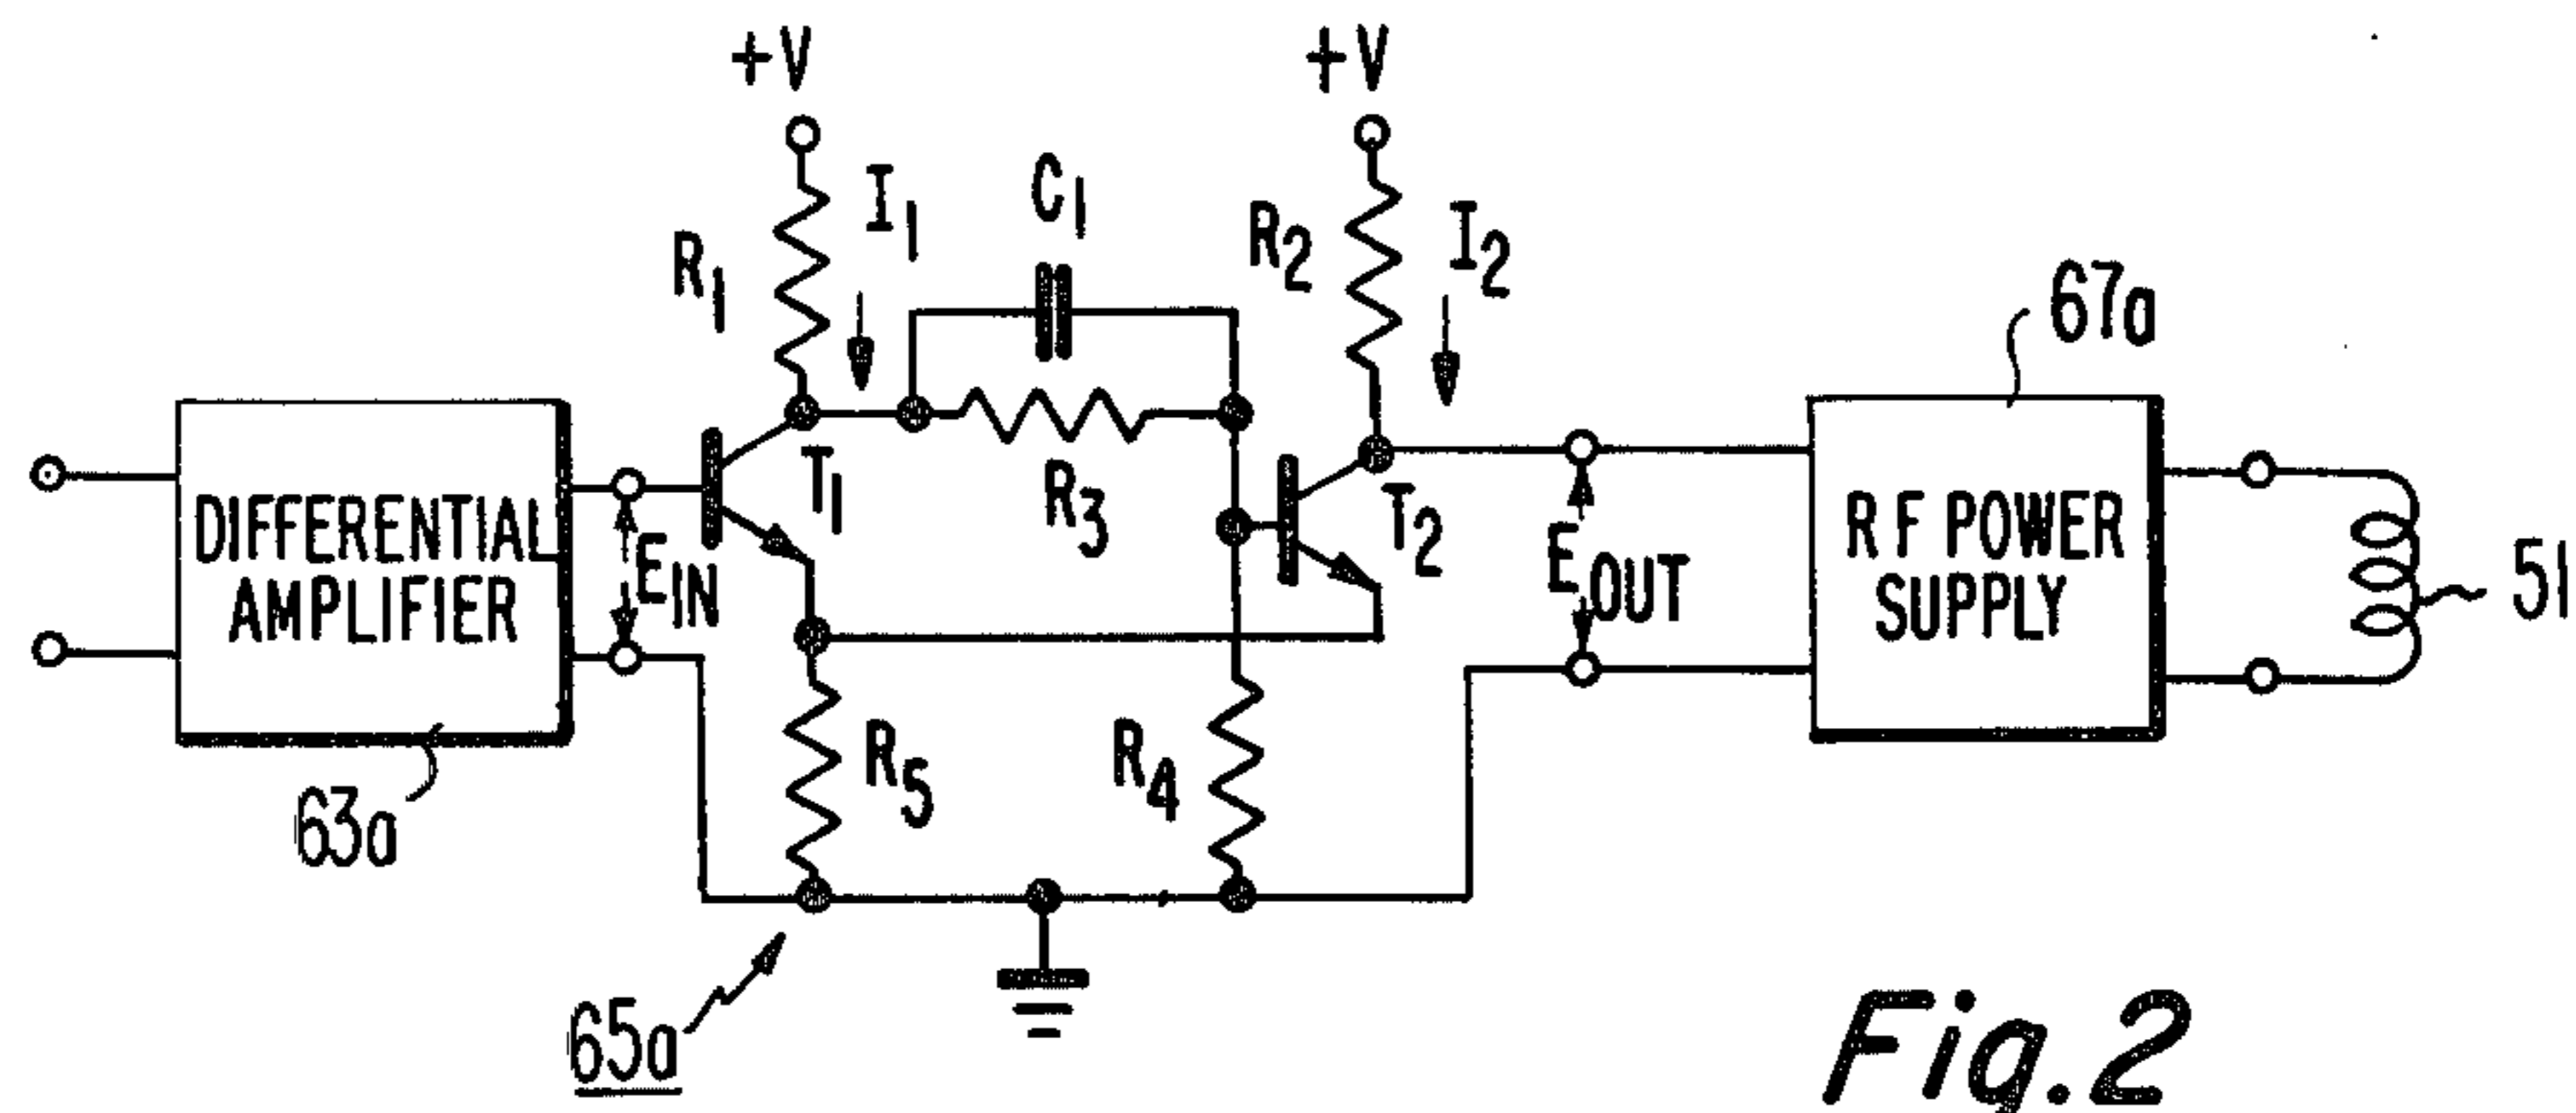 +V
+V
I1
C1
R1
R2
I2
67a
T1
R3
T2
DIFFERENTIAL
AMPLIFIER
EIN
EOUT
R F POWER
SUPPLY
51
R5
R4
63a
65a
Fig.2